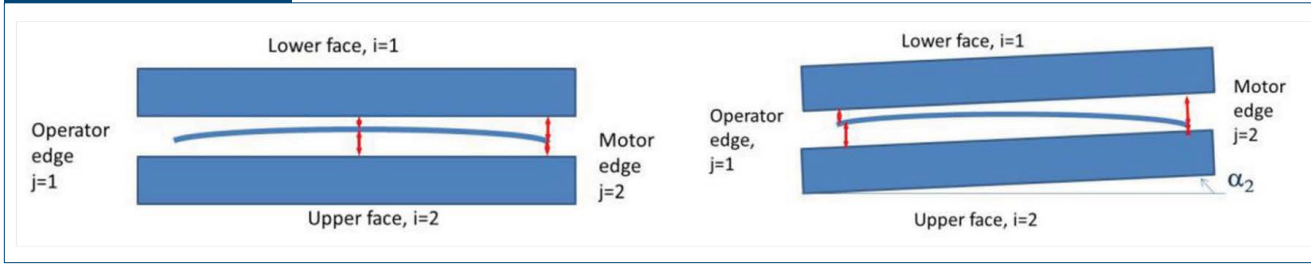 Lower face, i=1
Operator
edge
j=1
Motor
edge
j=2
Upper face, i=2
Lower face, i=1
Operator
edge,
j=1
Motor
edge
j=2
α2
Upper face, i=2